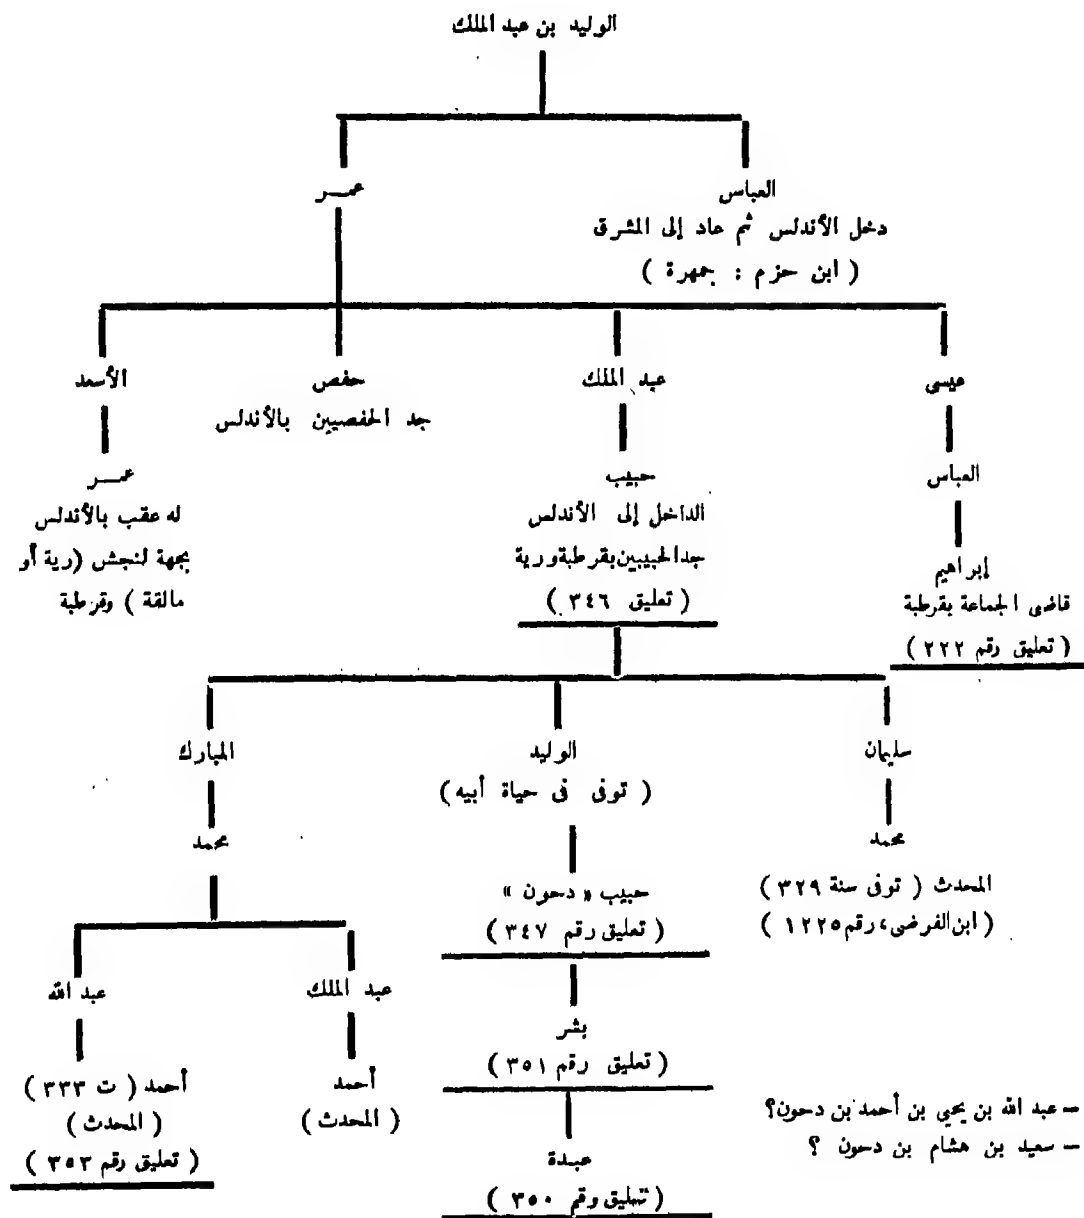 الوليد بن عبد الملك
العباس
دخل الأندلس ثم عاد إلى المشرق
( ابن حزم : جمهرة )
عمـــر
عيسى
العباس
إبراهيم
قاضى الجماعة بقرطبة
( تعليق رقم ٢٢٢ )
عبد الملك
حبيب
الداخل إلى الأندلس
جد الحبيبين بقرطبة ورية
( تعليق ٣٤٦ )
حفص
جد الحفصيين بالأندلس
الأسعد
عمـــر
له عقب بالأندلس
بجهة لنجش (رية أو
مالقة ) وقرطبة
سليمان
محمد
المحدث ( توفى سنة ٣٢٩ )
( ابن الفرضى، رقم ١٢٢٥ )
الوليد
( توفى فى حياة أبيه )
حبيب « دحون »
( تعليق رقم ٣٤٧ )
بشر
( تعليق رقم ٣٥١ )
عبدة
( تعليق رقم ٣٥٠ )
المبارك
محمد
عبد الملك
أحمد
( المحدث )
عبد الله
أحمد ( ت ٣٣٣ )
( المحدث )
( تعليق رقم ٣٥٣ )
– عبد الله بن يحيى بن أحمد بن دحون؟
– سعيد بن هشام بن دحون ؟